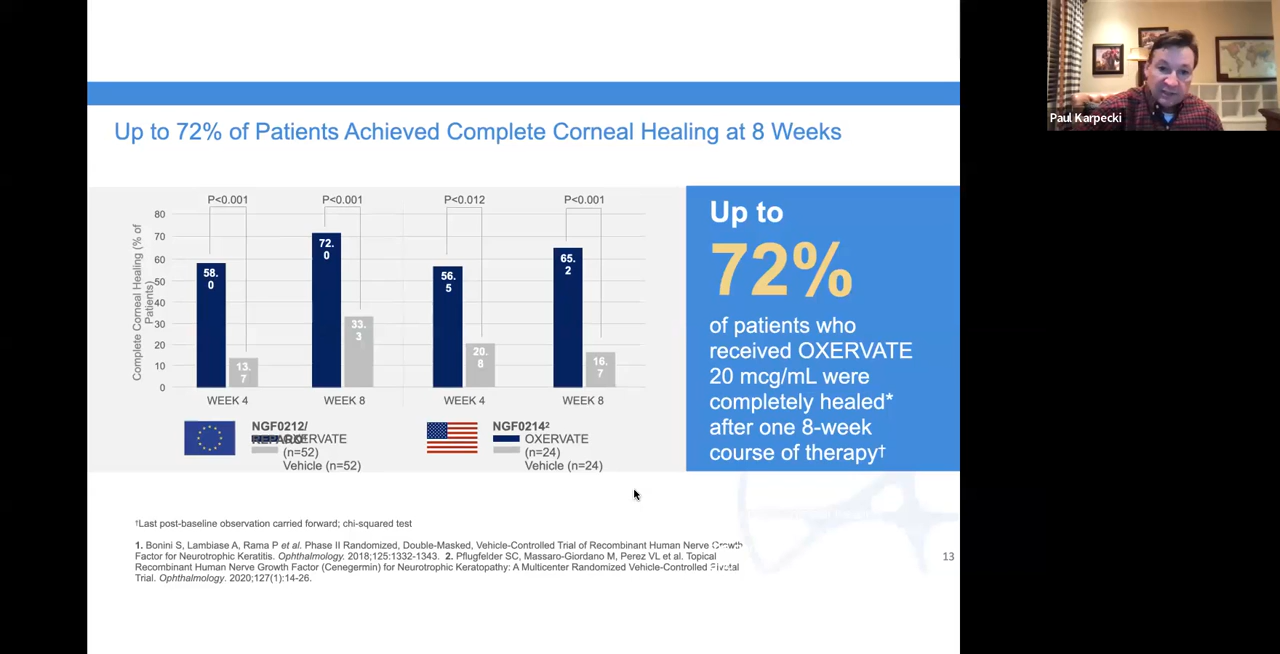 Up to 72% of Patients Achieved Complete Corneal Healing at 8 Weeks
Paul Karpecki
Complete Corneal Healing (% of
Patients)
80
70
60
50
40
30
20
10
0
P<0.001
P<0.001
P<0.012
P<0.001
58.
0
13.
7
72.
0
33.
3
56.
5
20.
8
65.
2
16.
7
WEEK 4
WEEK 8
WEEK 4
WEEK 8
NGF0212/
REPARO¹
OXERVATE
(n=52)
Vehicle (n=52)
NGF0214²
OXERVATE
(n=24)
Vehicle (n=24)
Up to
72%
of patients who
received OXERVATE
20 mcg/mL were
completely healed*
after one 8-week
course of therapy†
†Last post-baseline observation carried forward; chi-squared test
1. Bonini S, Lambiase A, Rama P et al. Phase II Randomized, Double-Masked, Vehicle-Controlled Trial of Recombinant Human Nerve Growth
Factor for Neurotrophic Keratitis. Ophthalmology. 2018;125:1332-1343. 2. Pflugfelder SC, Massaro-Giordano M, Perez VL et al. Topical
Recombinant Human Nerve Growth Factor (Cenegermin) for Neurotrophic Keratopathy: A Multicenter Randomized Vehicle-Controlled Pivotal
Trial. Ophthalmology. 2020;127(1):14-26.
13